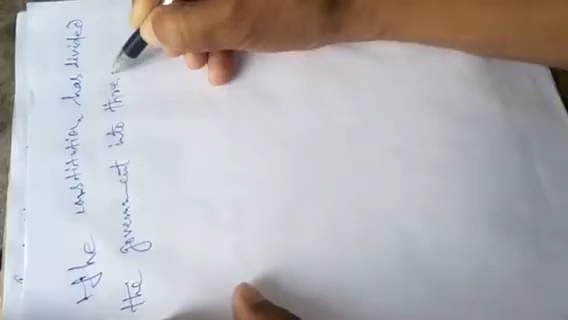 The constitution has divided
the government into three